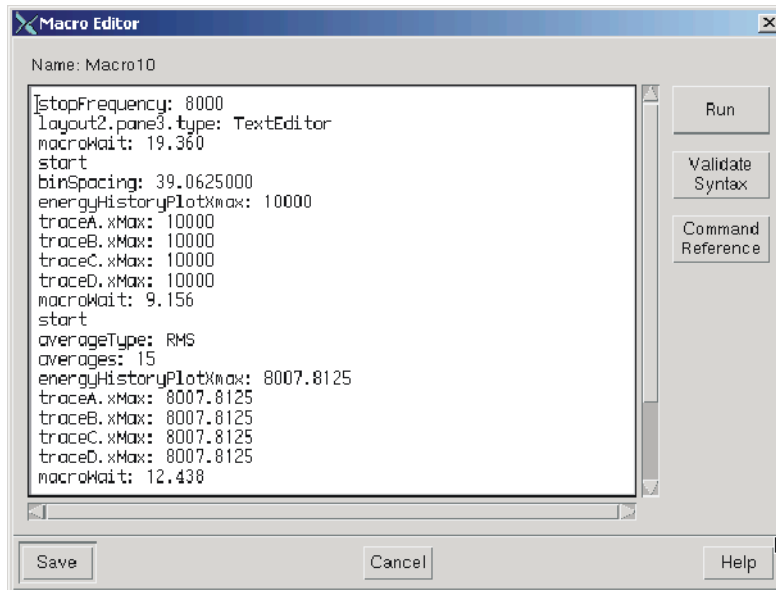 Macro Editor
Name: Macro10
stopFrequency: 8000
layout2.pane3.type: TextEditor
macroWait: 19.360
start
binSpacing: 39.0625000
energyHistoryPlotXmax: 10000
traceA.xMax: 10000
traceB.xMax: 10000
traceC.xMax: 10000
traceD.xMax: 10000
macroWait: 9.156
start
averageType: RMS
averages: 15
energyHistoryPlotXmax: 8007.8125
traceA.xMax: 8007.8125
traceB.xMax: 8007.8125
traceC.xMax: 8007.8125
traceD.xMax: 8007.8125
macroWait: 12.438
Run
Validate
Syntax
Command
Reference
Save
Cancel
Help